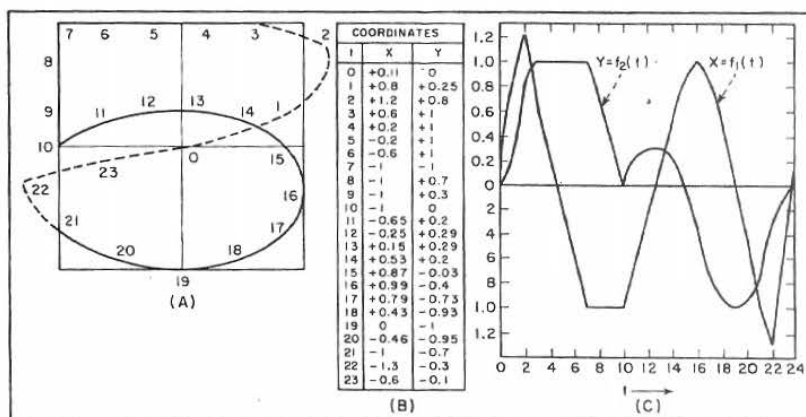 7 6 5 4 3 2
8
9 11 12 13 14 1
10
0
15
23
22 16
21 17
20 18
19
(A)
COORDINATES
t X Y
0 +0.11 0
1 +0.8 +0.25
2 +1.2 +0.8
3 +0.6 +1
4 +0.2 +1
5 -0.2 +1
6 -0.6 +1
7 -1 -1
8 -1 +0.7
9 -1 +0.3
10 -1 0
11 -0.65 +0.2
12 -0.25 +0.29
13 +0.15 +0.29
14 +0.53 +0.2
15 +0.87 -0.03
16 +0.99 -0.4
17 +0.79 -0.73
18 +0.43 -0.93
19 0 -1
20 -0.46 -0.95
21 -1 -0.7
22 -1.3 -0.3
23 -0.6 -0.1
(B)
1.2
1.0
0.8
0.6
0.4
0.2
0
2
4
6
8
1.0
1.2
Y=f₂(t)
X=f₁(t)
0 2 4 6 8 10 12 14 16 18 20 22 24
t
(C)